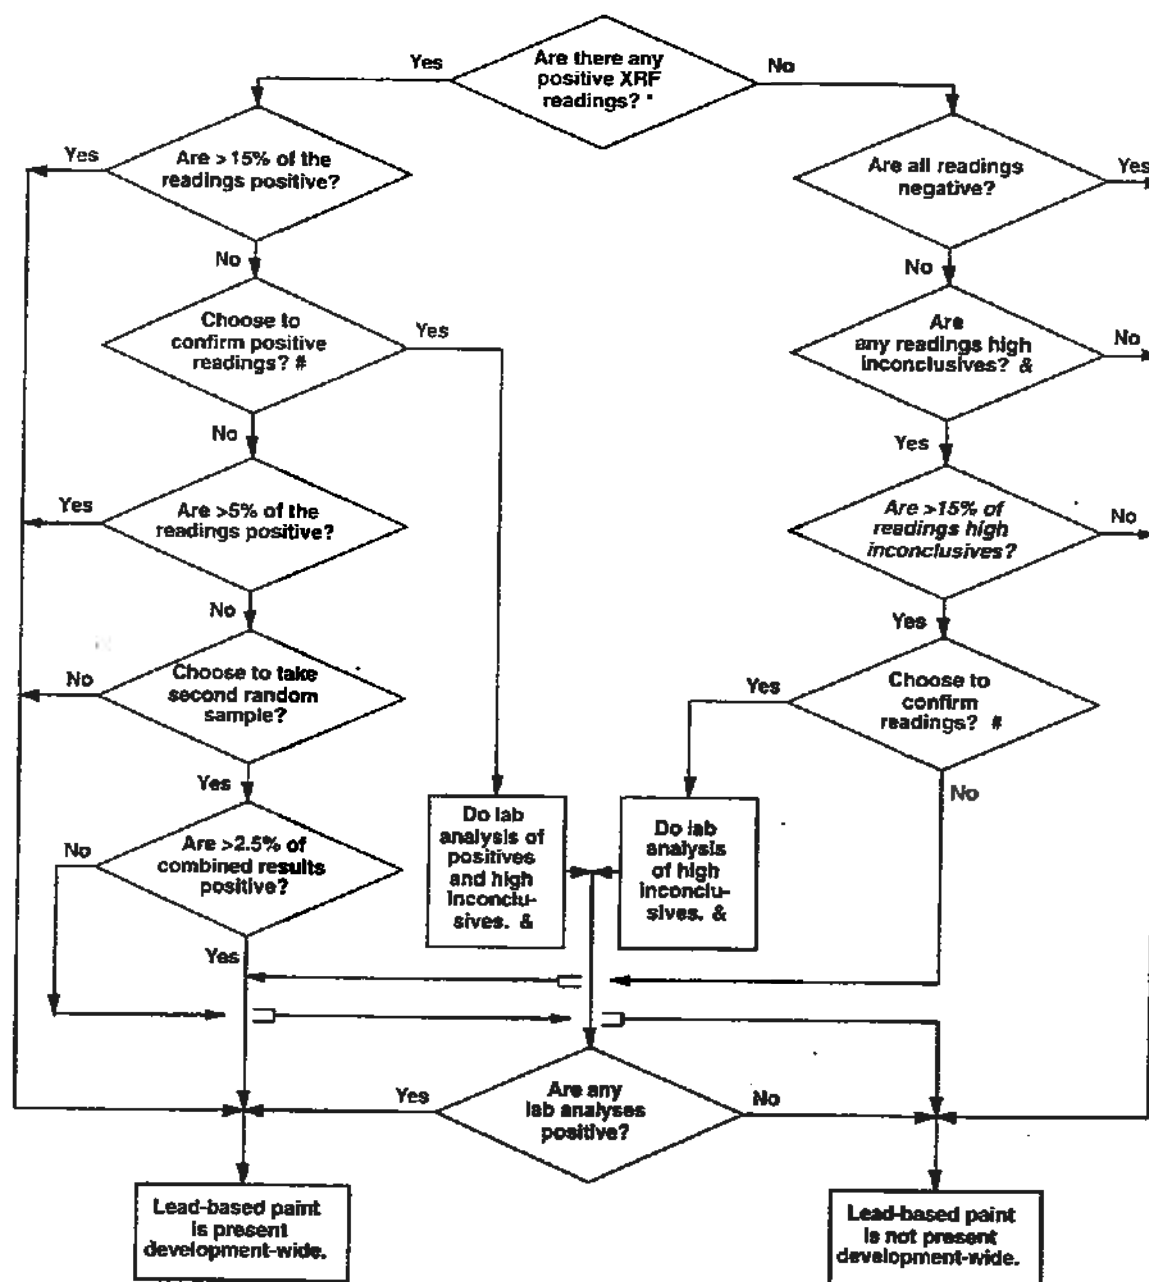 Are there any
positive XRF
readings? *
Yes
No
Are >15% of the
readings positive?
Yes
No
Are all readings
negative?
Yes
No
Choose to
confirm positive
readings? #
Yes
No
Are
any readings high
inconclusives? &
No
Yes
Are >5% of the
readings positive?
Yes
No
Are >15% of
readings high
inconclusives?
No
Yes
Choose to take
second random
sample?
No
Yes
Choose to
confirm
readings? #
Yes
No
Are >2.5% of
combined results
positive?
No
Yes
Do lab
analysis of
positives
and high
inconclu-
sives. &
Do lab
analysis
of high
inconclu-
sives. &
Are any
lab analyses
positive?
Yes
No
Lead-based paint
is present
development-wide.
Lead-based paint
is not present
development-wide.